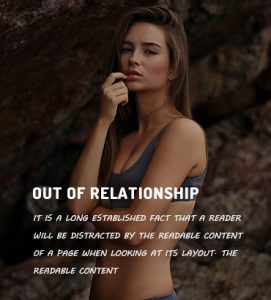 OUT OF RELATIONSHIP
IT IS A LONG ESTABLISHED FACT THAT A READER
WILL BE DISTRACTED BY THE READABLE CONTENT
OF A PAGE WHEN LOOKING AT ITS LAYOUT. THE
READABLE CONTENT